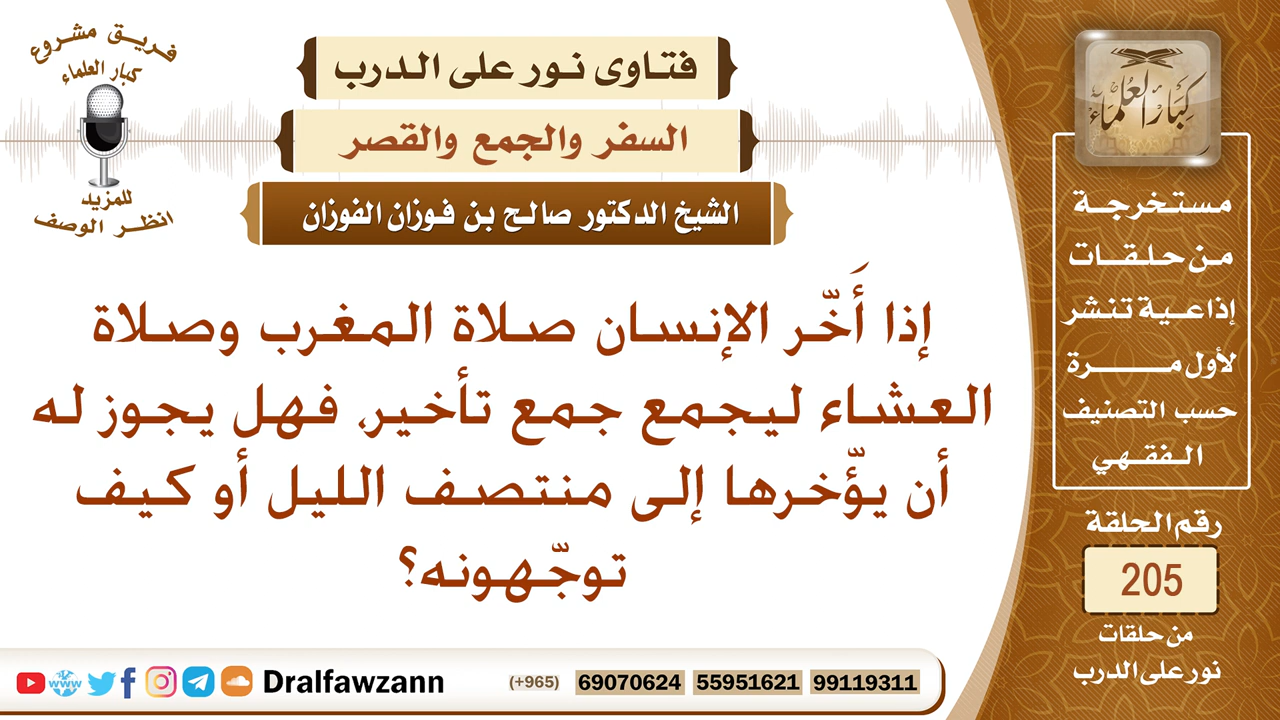 فريق مشروع
كبار العلماء
للمزيد
انظر الوصف
فتاوى نور على الدرب
السفر والجمع والقصر
الشيخ الدكتور صالح بن فوزان الفوزان
إذا أَخَّر الإنسان صلاة المغرب وصلاة
العشاء ليجمع جمع تأخير، فهل يجوز له
أن يؤّخرها إلى منتصف الليل أو كيف
توجّهونه؟
كبار العلماء
مستخرجة
من حلقات
إذاعية تنشر
لأول مرة
حسب التصنيف
الفقهي
رقم الحلقة
205
من حلقات
نور على الدرب
www
Dralfawzann
(+965) 69070624 55951621 99119311